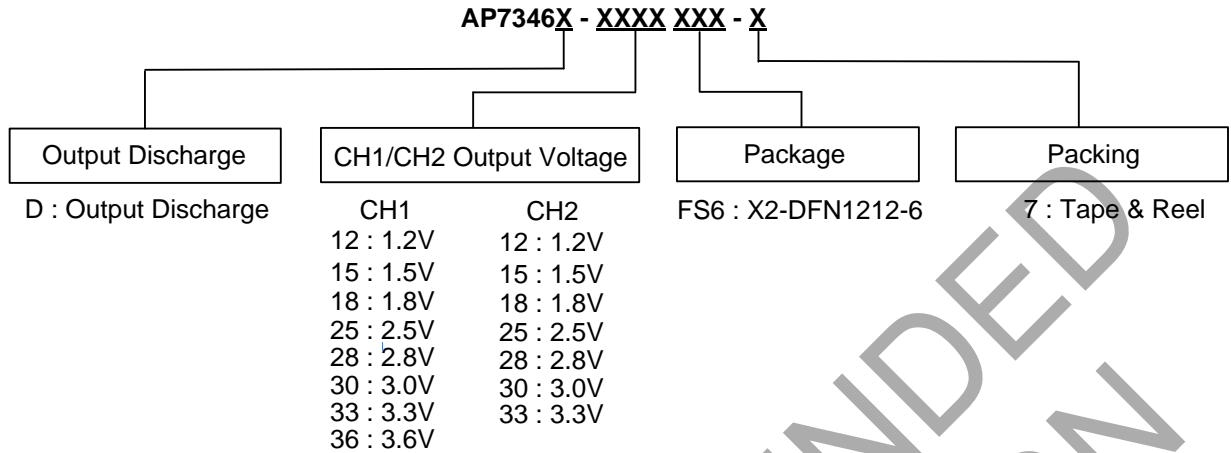 AP7346X - XXXX XXX - X
Output Discharge
CH1/CH2 Output Voltage
Package
Packing
D : Output Discharge
CH1
CH2
FS6 : X2-DFN1212-6
7 : Tape & Reel
12 : 1.2V
12 : 1.2V
15 : 1.5V
15 : 1.5V
18 : 1.8V
18 : 1.8V
25 : 2.5V
25 : 2.5V
28 : 2.8V
28 : 2.8V
30 : 3.0V
30 : 3.0V
33 : 3.3V
33 : 3.3V
36 : 3.6V